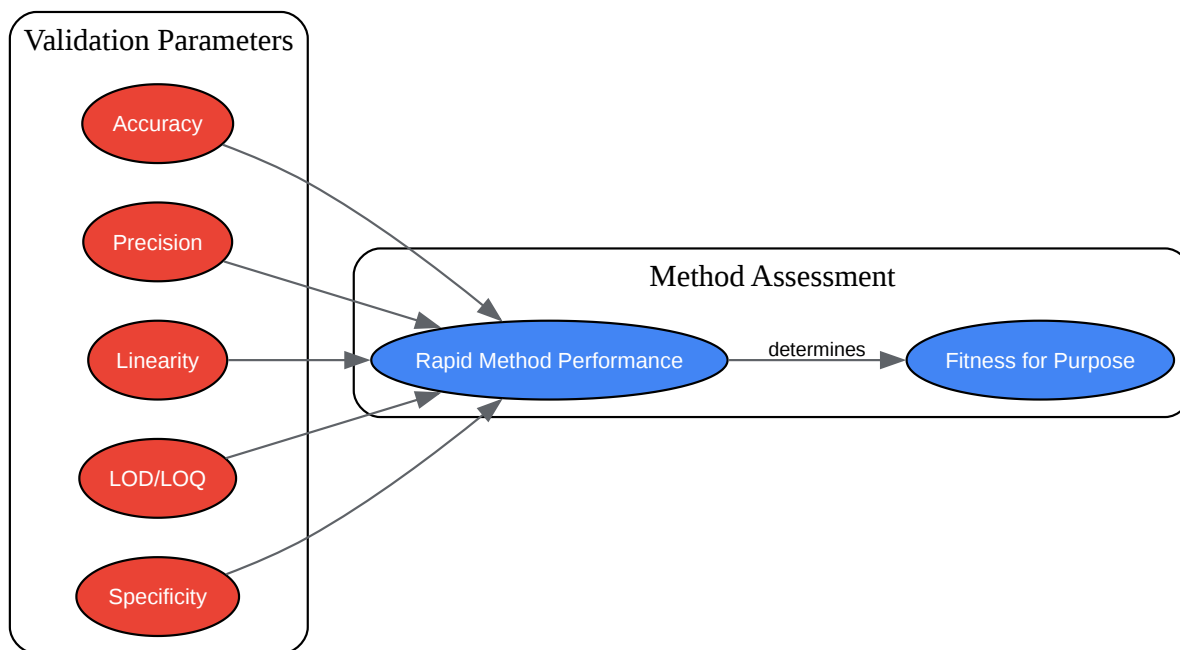 Validation Parameters
Accuracy
Precision
Linearity
LOD/LOQ
Specificity
Method Assessment
Rapid Method Performance
determines
Fitness for Purpose